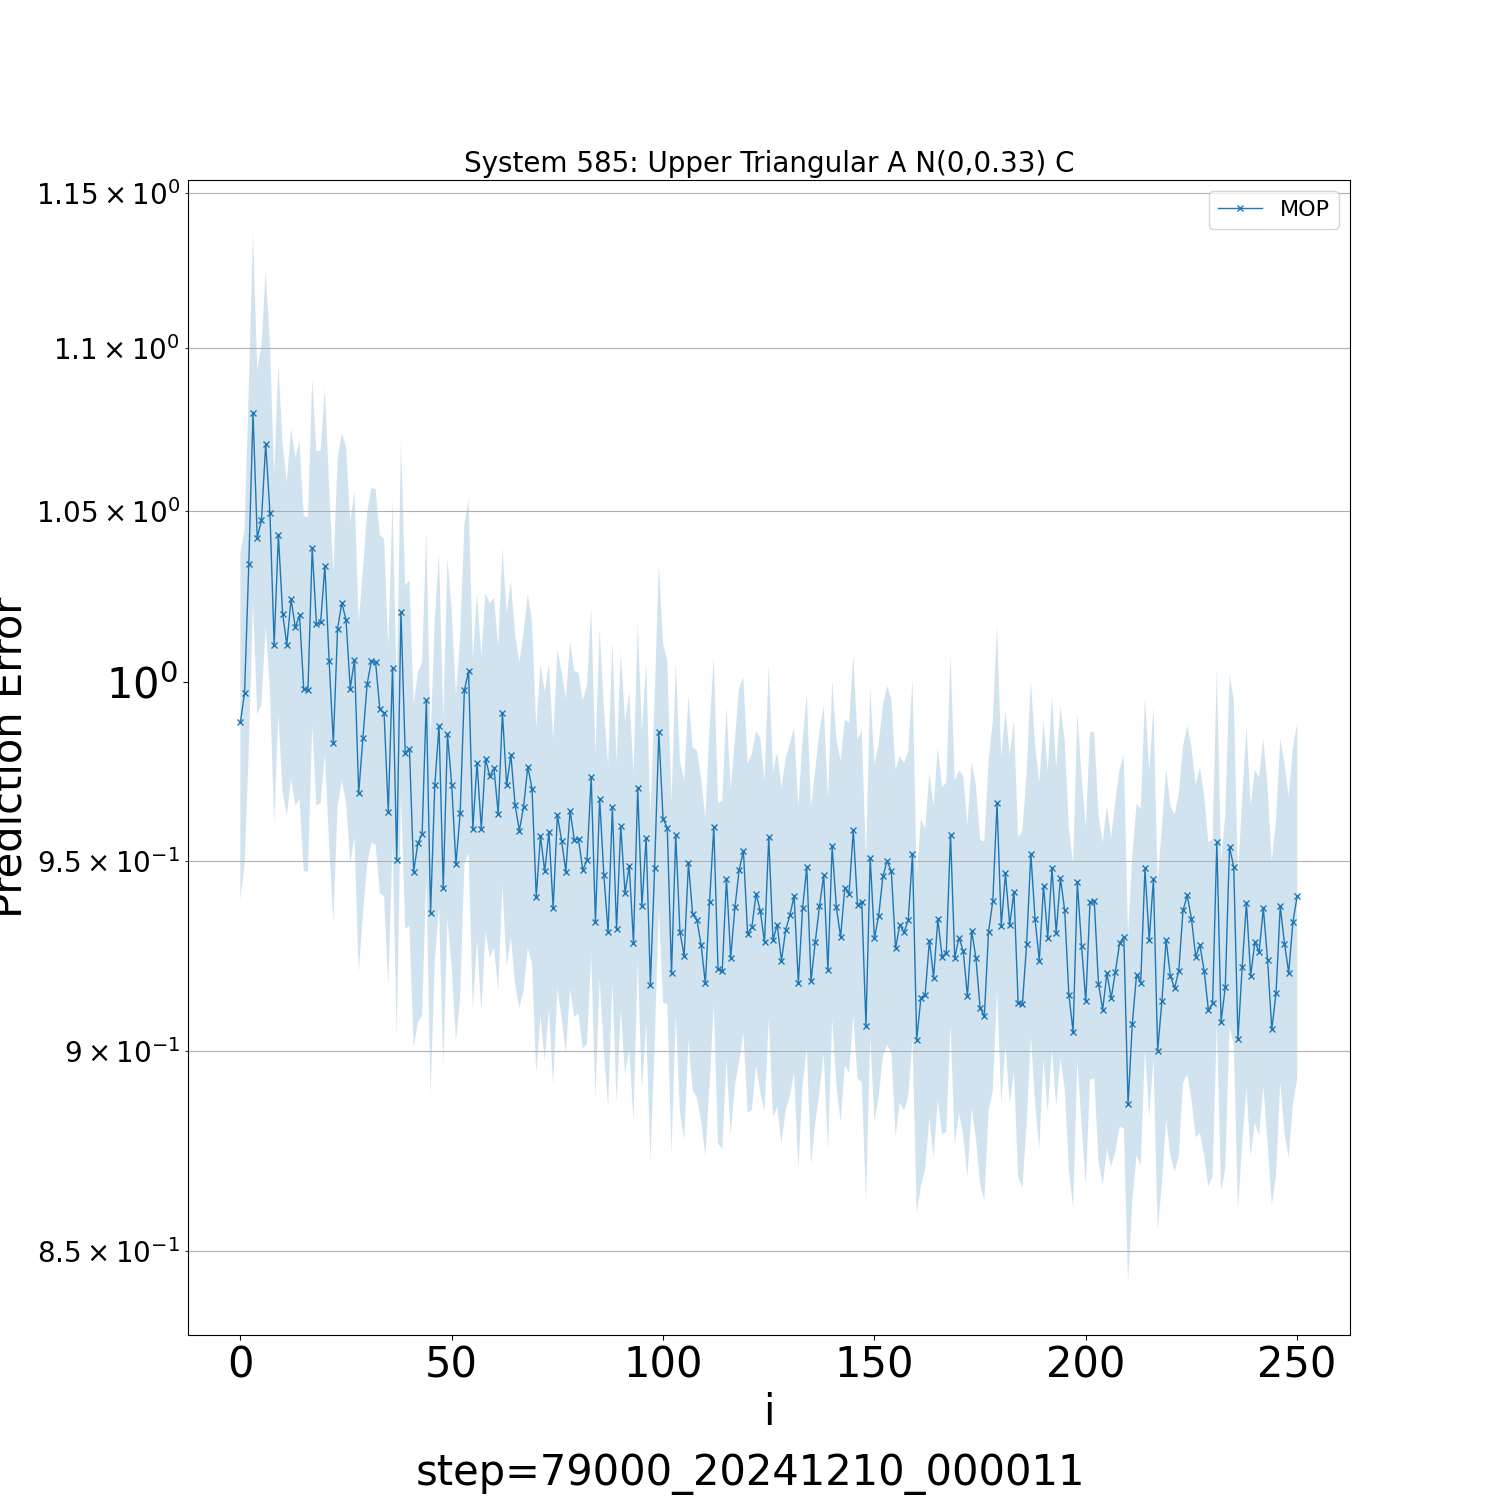 System 585: Upper Triangular A N(0,0.33) C
MOP
1.15 × 10⁰
1.1 × 10⁰
1.05 × 10⁰
10⁰
9.5 × 10⁻¹
9 × 10⁻¹
8.5 × 10⁻¹
Prediction Error
0 50 100 150 200 250
i
step=79000_20241210_000011